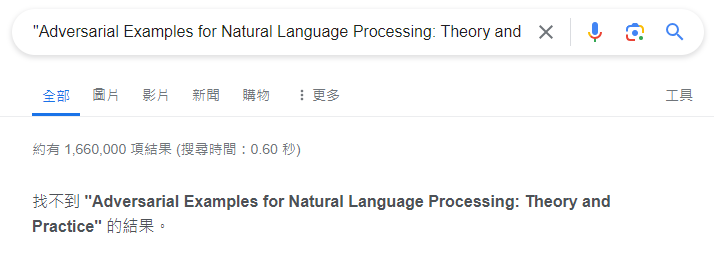 "Adversarial Examples for Natural Language Processing: Theory and
全部 圖片 影片 新聞 購物 ⋮ 更多 工具
約有 1,660,000 項結果 (搜尋時間：0.60 秒)
找不到 "Adversarial Examples for Natural Language Processing: Theory and
Practice" 的結果。